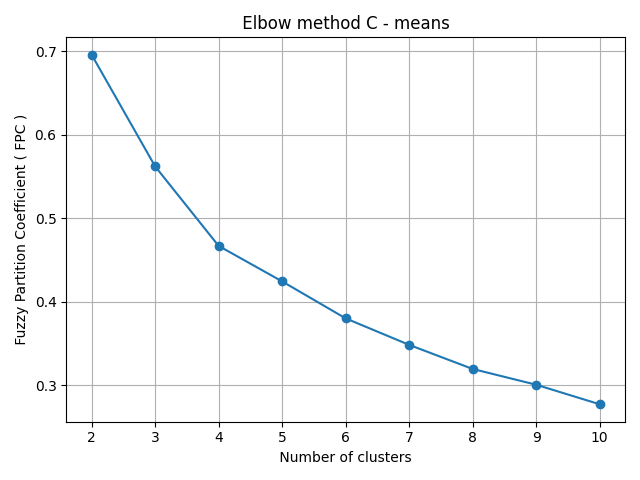 Elbow method C - means
Fuzzy Partition Coefficient ( FPC )
0.7
0.6
0.5
0.4
0.3
2 3 4 5 6 7 8 9 10
Number of clusters